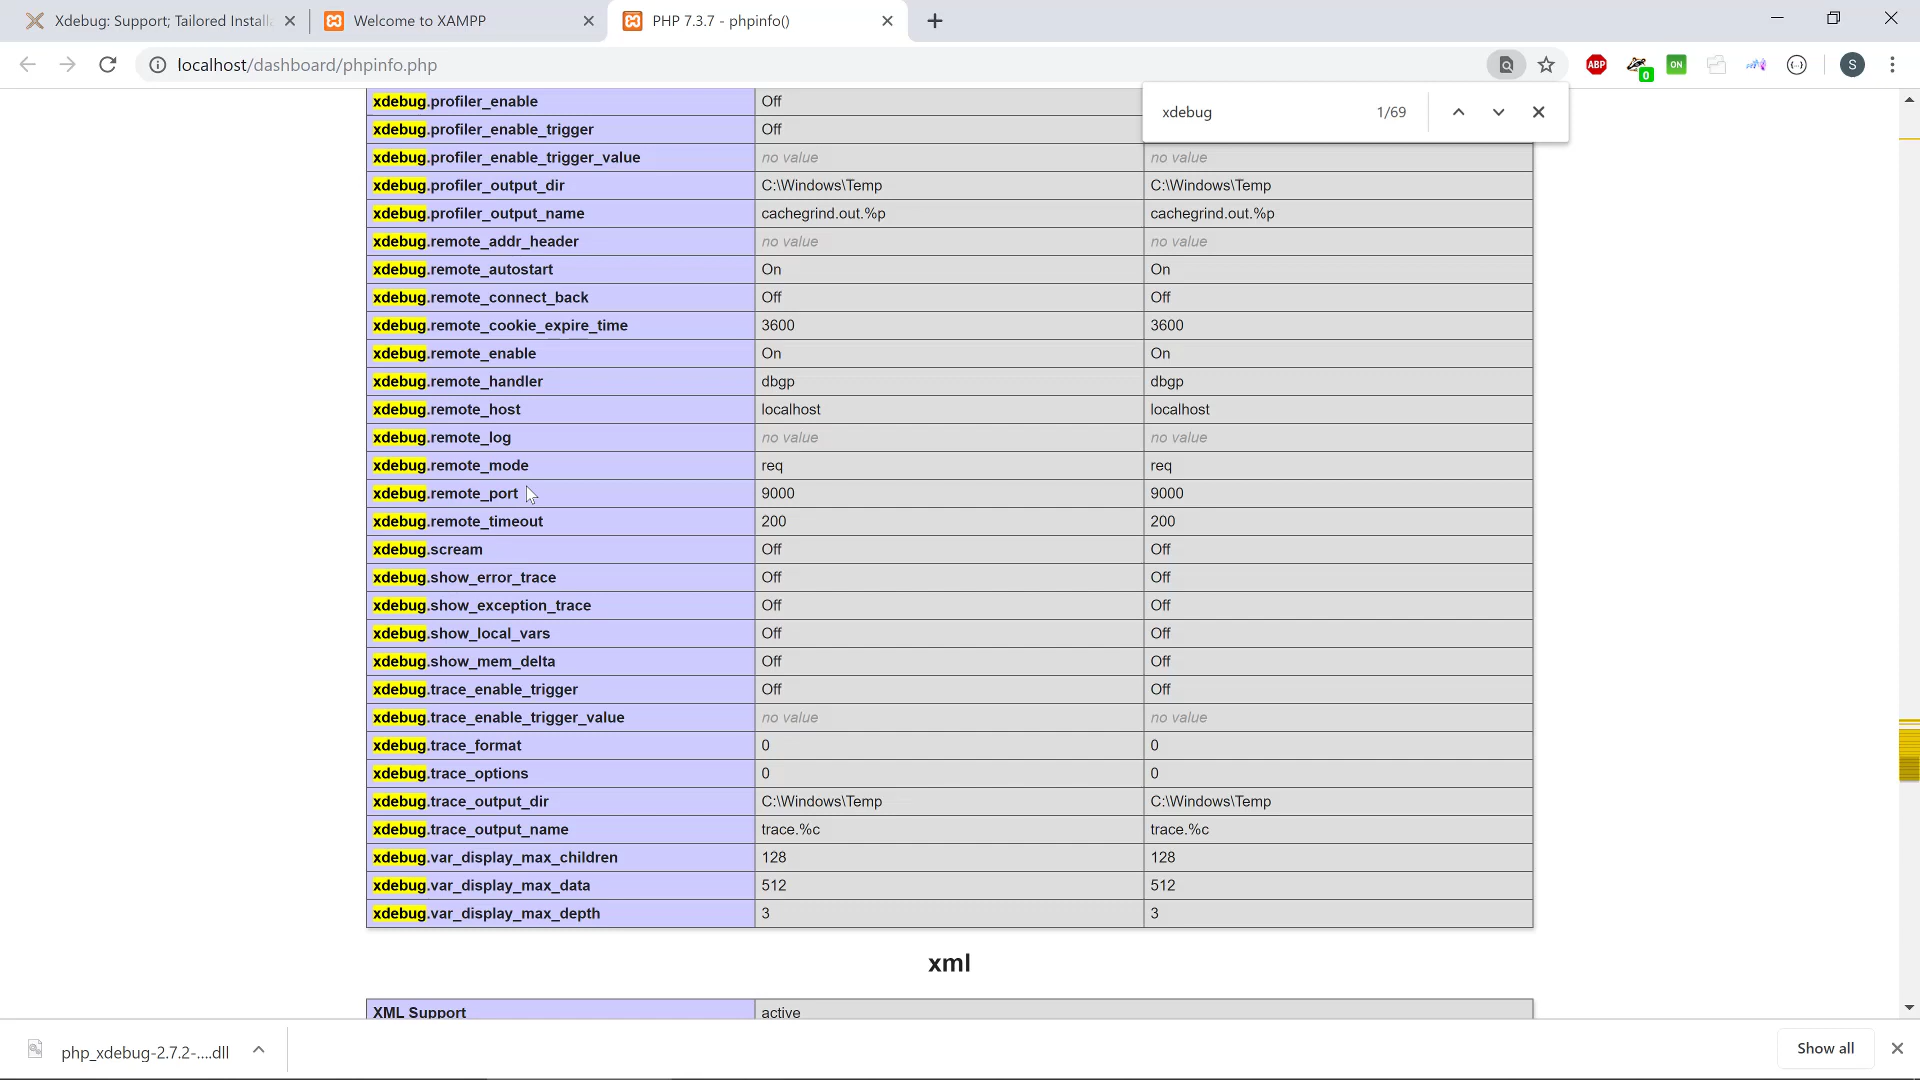 Xdebug: Support; Tailored Install
Welcome to XAMPP
PHP 7.3.7 - phpinfo()
localhost/dashboard/phpinfo.php
ABP
0
ON
S
xdebug 1/69
xdebug.profiler_enable Off
xdebug.profiler_enable_trigger Off
xdebug.profiler_enable_trigger_value no value no value
xdebug.profiler_output_dir C:\Windows\Temp C:\Windows\Temp
xdebug.profiler_output_name cachegrind.out.%p cachegrind.out.%p
xdebug.remote_addr_header no value no value
xdebug.remote_autostart On On
xdebug.remote_connect_back Off Off
xdebug.remote_cookie_expire_time 3600 3600
xdebug.remote_enable On On
xdebug.remote_handler dbgp dbgp
xdebug.remote_host localhost localhost
xdebug.remote_log no value no value
xdebug.remote_mode req req
xdebug.remote_port 9000 9000
xdebug.remote_timeout 200 200
xdebug.scream Off Off
xdebug.show_error_trace Off Off
xdebug.show_exception_trace Off Off
xdebug.show_local_vars Off Off
xdebug.show_mem_delta Off Off
xdebug.trace_enable_trigger Off Off
xdebug.trace_enable_trigger_value no value no value
xdebug.trace_format 0 0
xdebug.trace_options 0 0
xdebug.trace_output_dir C:\Windows\Temp C:\Windows\Temp
xdebug.trace_output_name trace.%c trace.%c
xdebug.var_display_max_children 128 128
xdebug.var_display_max_data 512 512
xdebug.var_display_max_depth 3 3
xml
XML Support active
php_xdebug-2.7.2-....dll
Show all